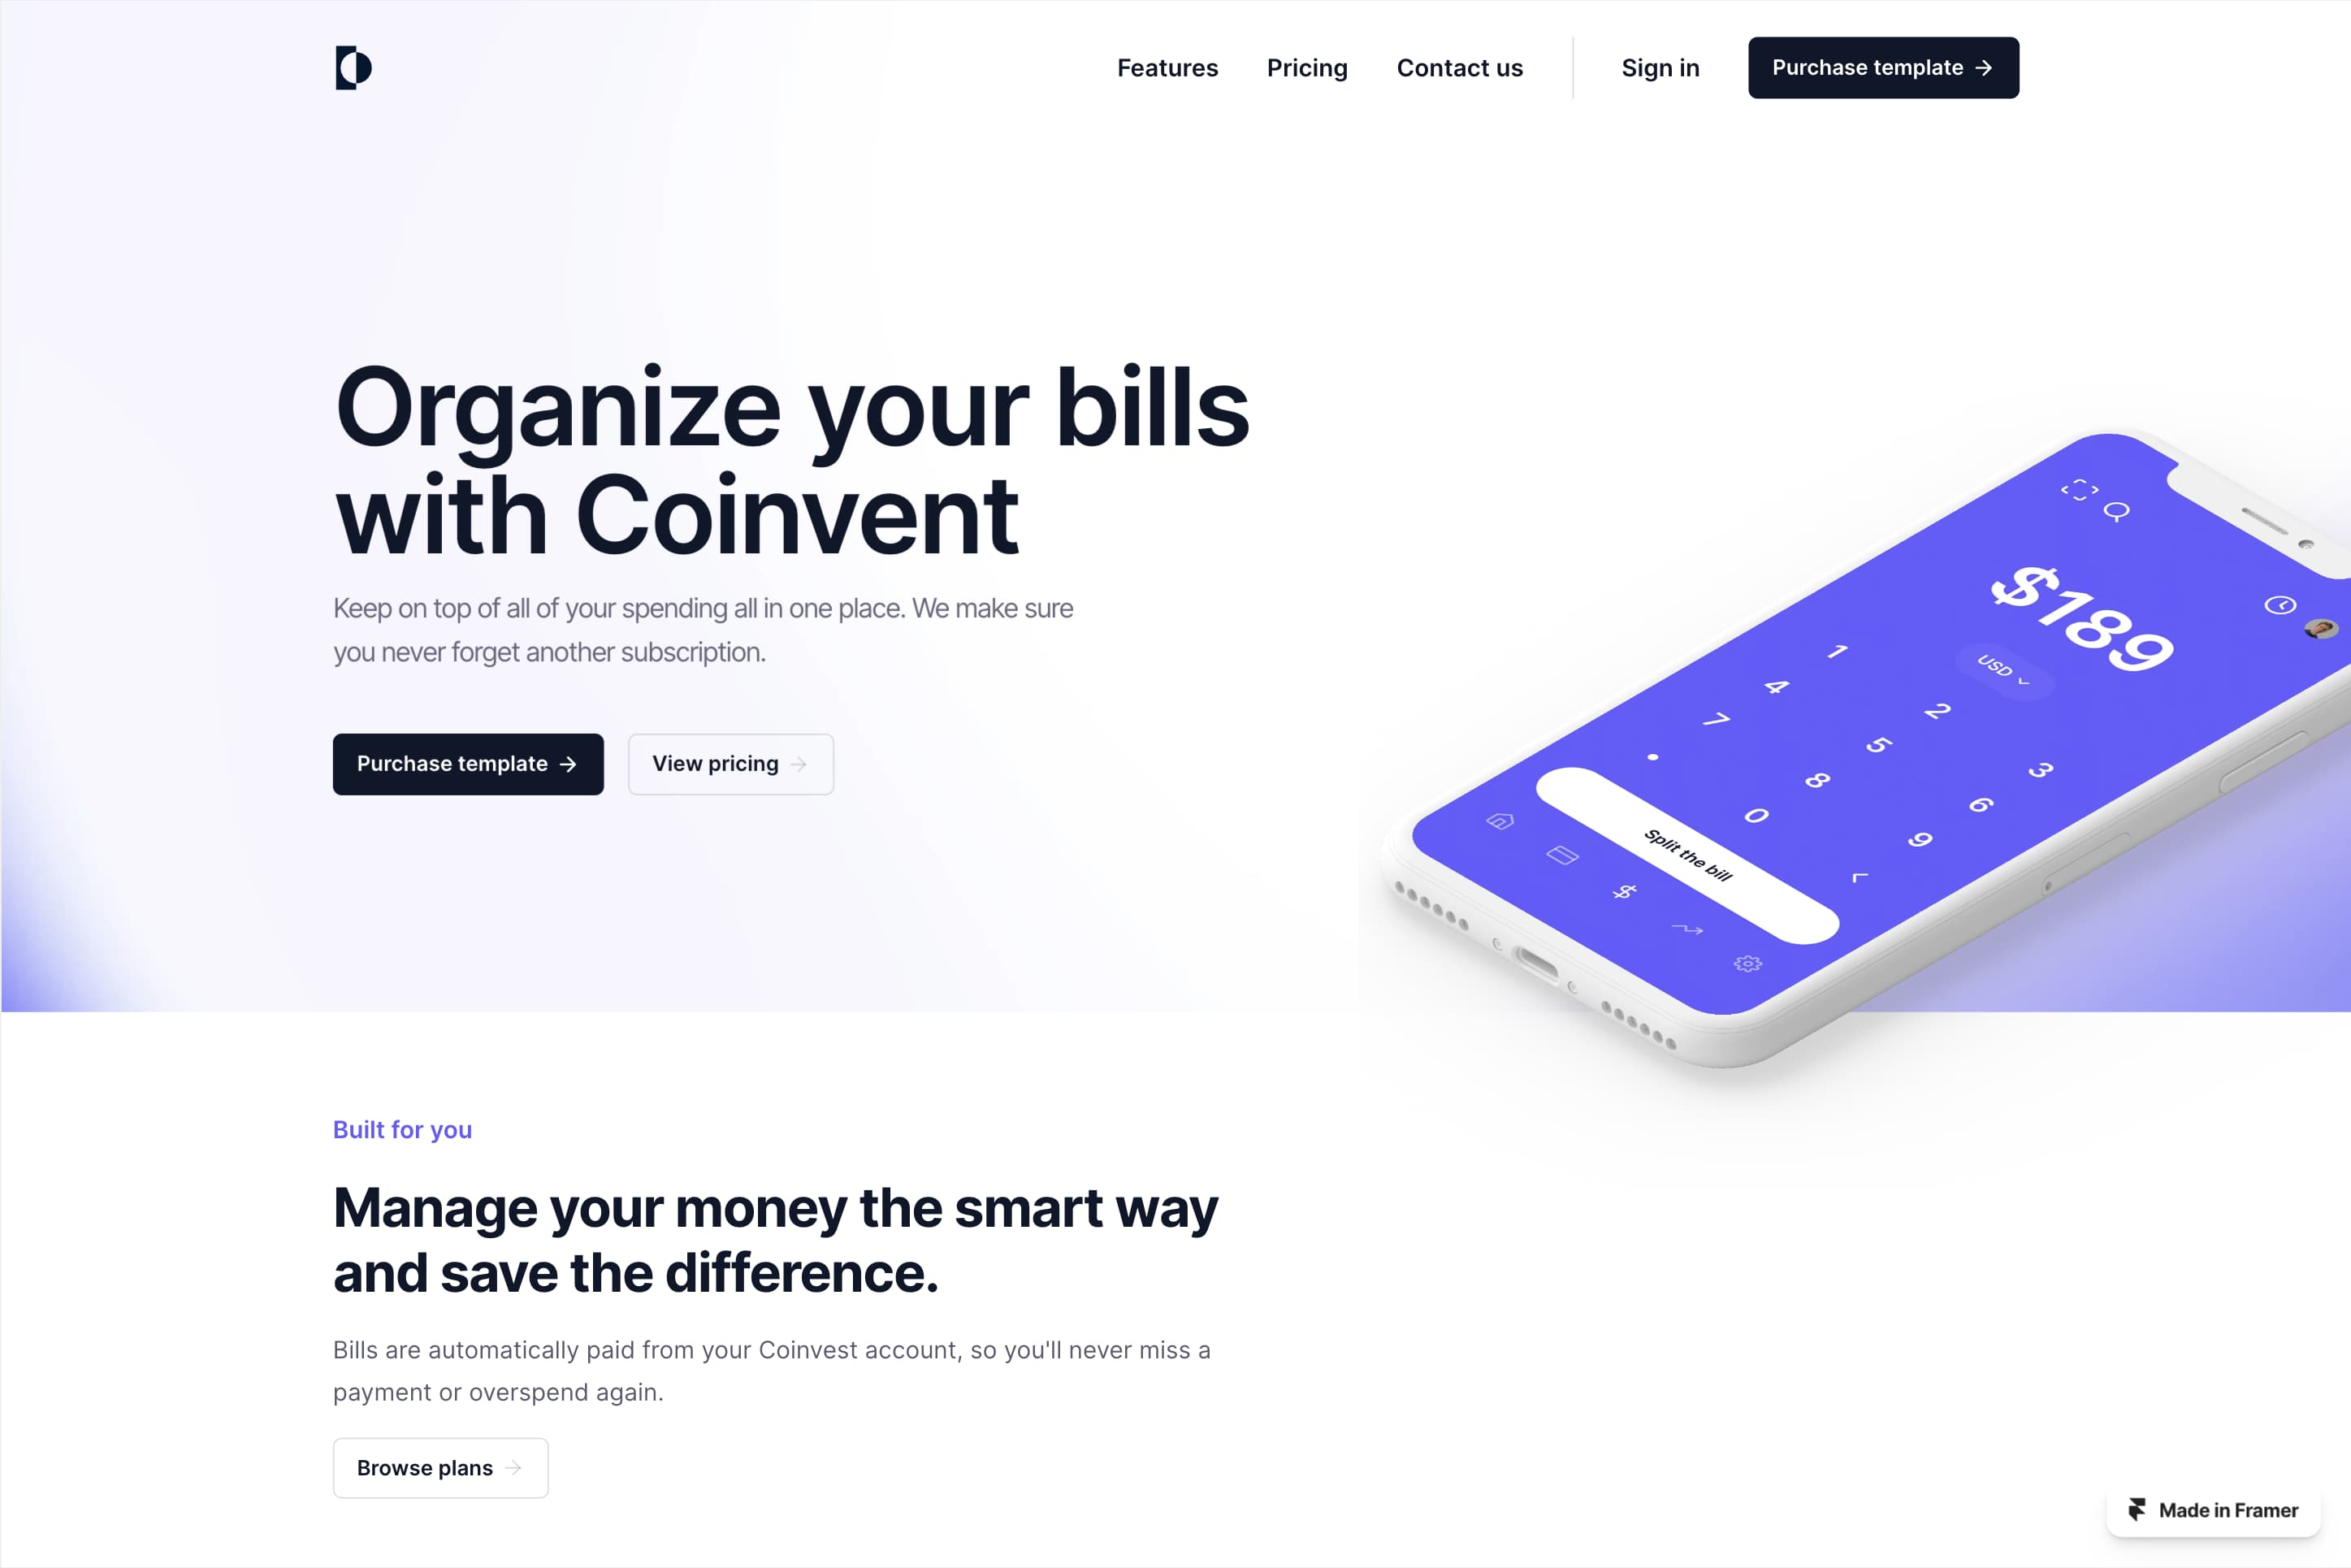 Features Pricing Contact us Sign in Purchase template →
Organize your bills
with Coinvent
Keep on top of all of your spending all in one place. We make sure
you never forget another subscription.
Purchase template → View pricing →
$189
USD
1 2 3
4 5 6
7 8 9
. 0 <
Split the bill
$
Built for you
Manage your money the smart way
and save the difference.
Bills are automatically paid from your Coinvest account, so you'll never miss a
payment or overspend again.
Browse plans →
Made in Framer